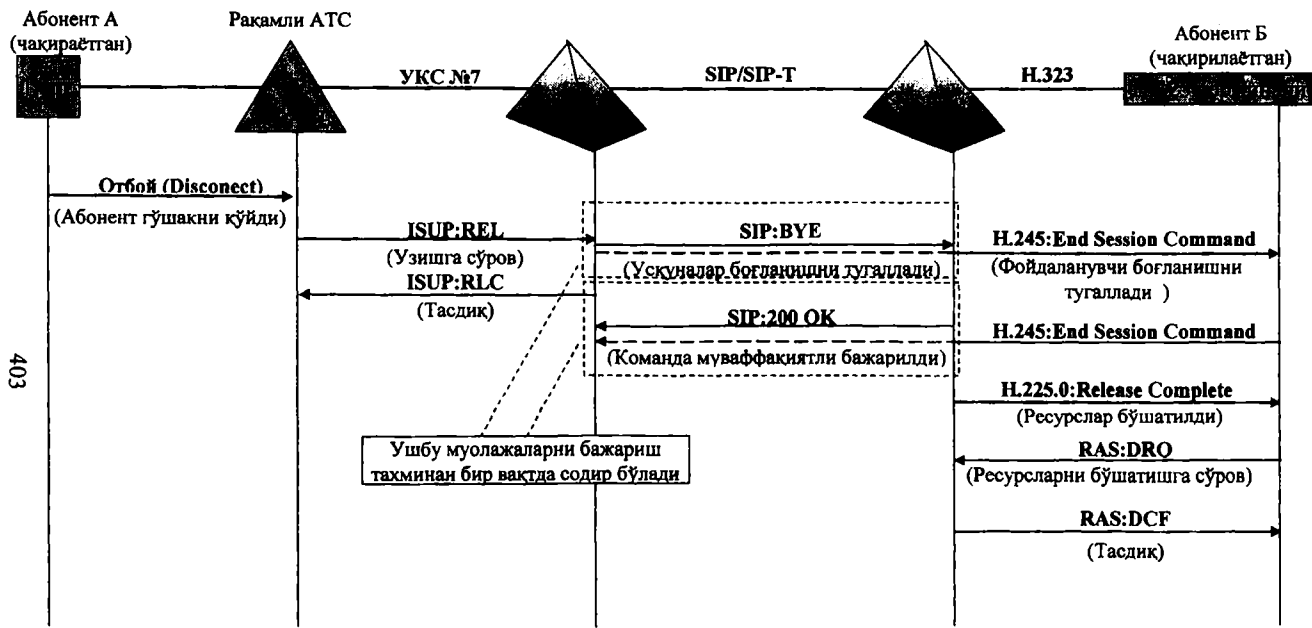 Абонент А
(чақираётган)
Рақамли АТС
Абонент Б
(чақирилаётган)
УКС №7
SIP/SIP-T
H.323
Отбой (Disconect)
(Абонент гўшакни қўйди)
ISUP:REL
(Узишга сўров)
SIP:BYE
(Ускуналар боғланишни тугаллади)
H.245:End Session Command
(Фойдаланувчи боғланишни
тугаллади )
ISUP:RLC
(Тасдиқ)
SIP:200 OK
(Команда муваффақиятли бажарилди)
H.245:End Session Command
H.225.0:Release Complete
(Ресурслар бўшатилди)
Ушбу муолажаларни бажариш
тахминан бир вақтда содир бўлади
RAS:DRQ
(Ресурсларни бўшатишга сўров)
RAS:DCF
(Тасдиқ)
403